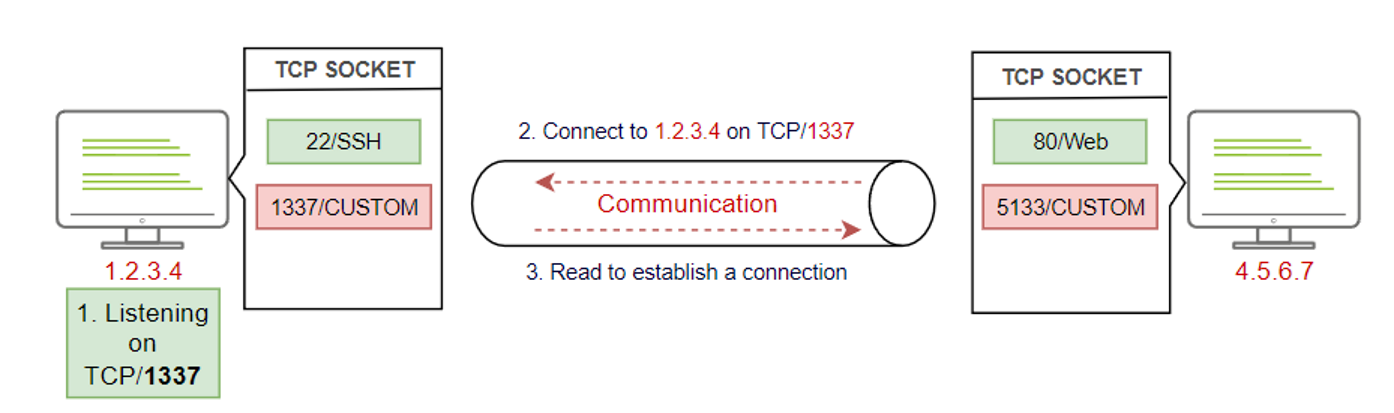 TCP SOCKET
22/SSH
1337/CUSTOM
1.2.3.4
1. Listening
on
TCP/1337
2. Connect to 1.2.3.4 on TCP/1337
Communication
3. Read to establish a connection
TCP SOCKET
80/Web
5133/CUSTOM
4.5.6.7